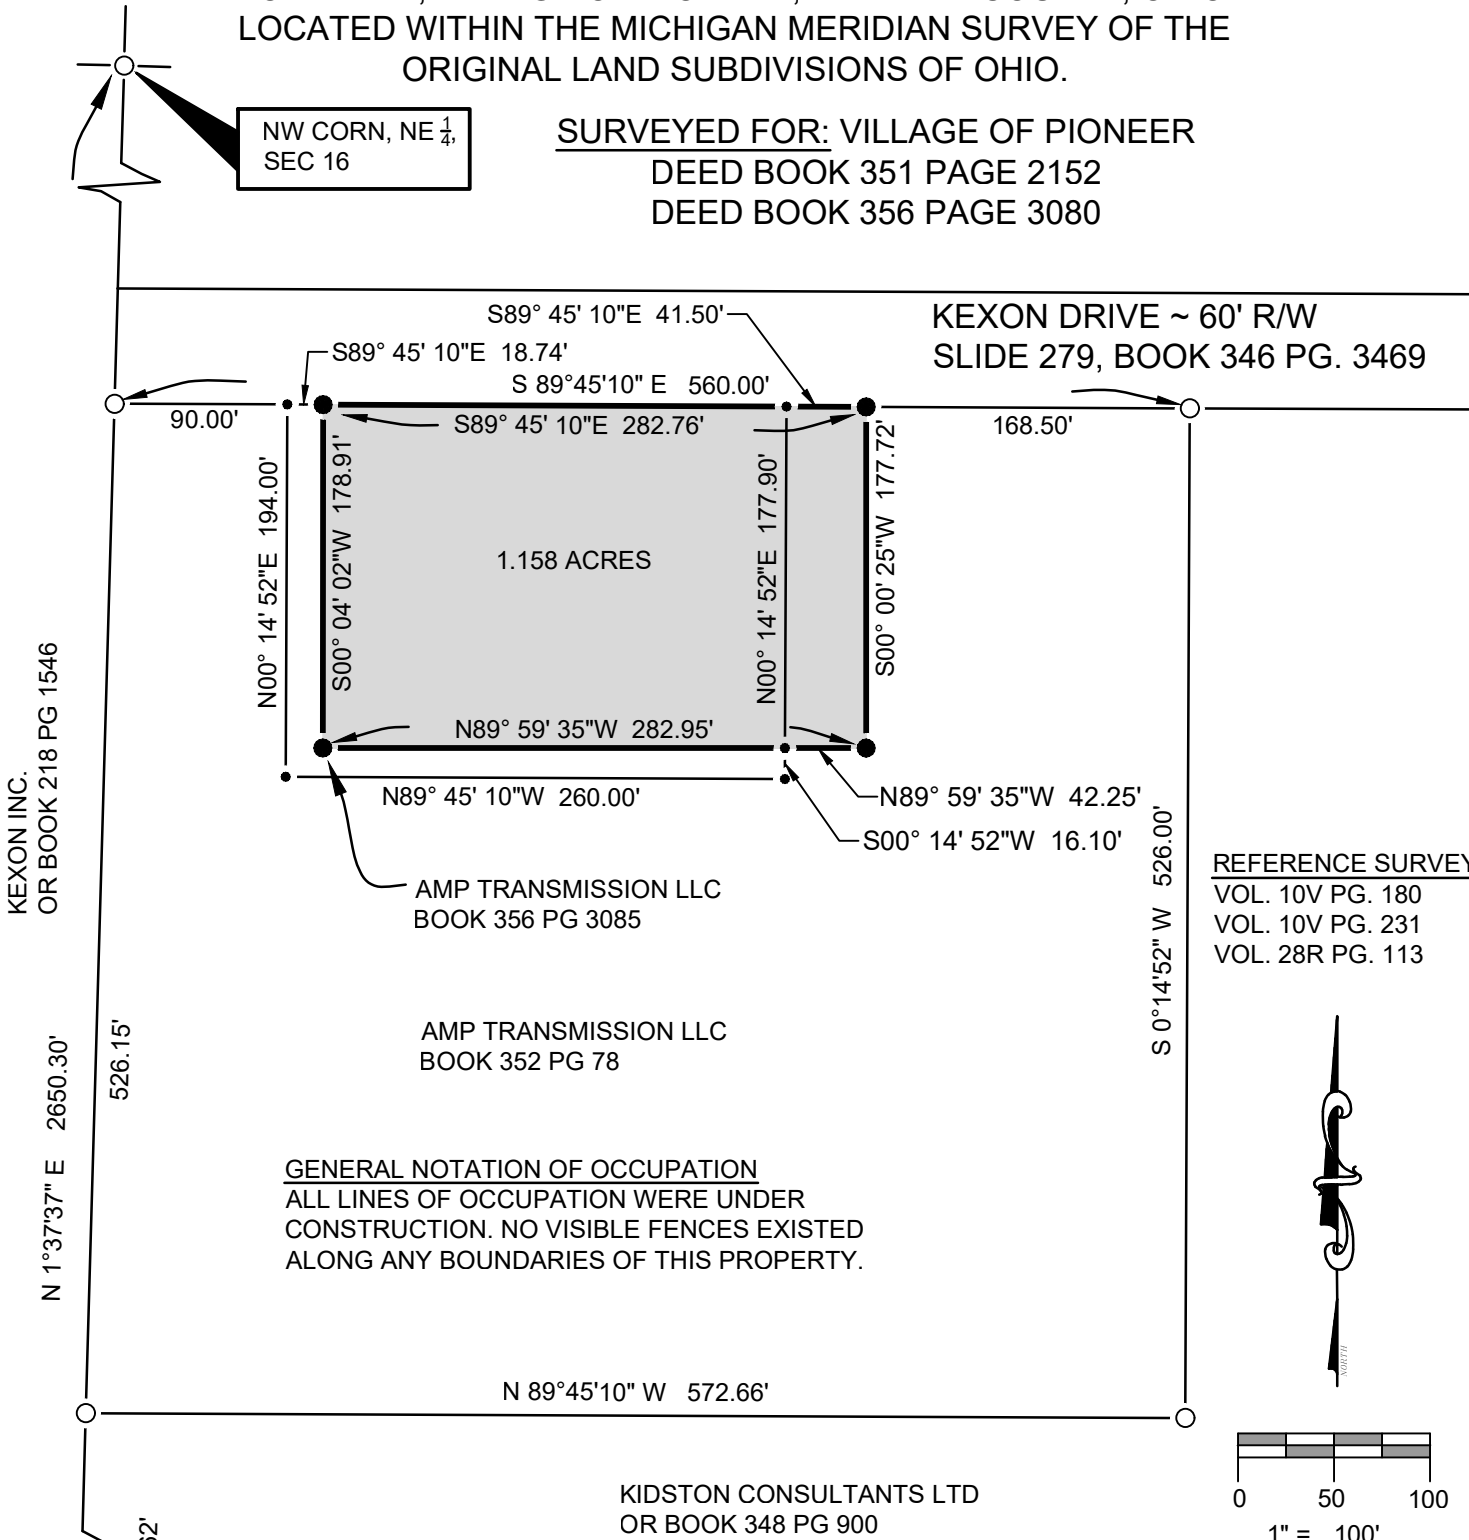 LOCATED WITHIN THE MICHIGAN MERIDIAN SURVEY OF THE
ORIGINAL LAND SUBDIVISIONS OF OHIO.
NW CORN, NE 1/4,
SEC 16
SURVEYED FOR: VILLAGE OF PIONEER
DEED BOOK 351 PAGE 2152
DEED BOOK 356 PAGE 3080
S89° 45' 10"E 41.50'
KEXON DRIVE ~ 60' R/W
SLIDE 279, BOOK 346 PG. 3469
S89° 45' 10"E 18.74'
S 89°45'10" E 560.00'
90.00'
S89° 45' 10"E 282.76'
168.50'
N00° 14' 52"E 194.00'
S00° 04' 02"W 178.91'
1.158 ACRES
N00° 14' 52"E 177.90'
S00° 00' 25"W 177.72'
N89° 59' 35"W 282.95'
N89° 45' 10"W 260.00'
N89° 59' 35"W 42.25'
S00° 14' 52"W 16.10'
KEXON INC.
OR BOOK 218 PG 1546
AMP TRANSMISSION LLC
BOOK 356 PG 3085
S 0°14'52" W 526.00'
REFERENCE SURVEY
VOL. 10V PG. 180
VOL. 10V PG. 231
VOL. 28R PG. 113
AMP TRANSMISSION LLC
BOOK 352 PG 78
N 1°37'37" E 2650.30'
526.15'
GENERAL NOTATION OF OCCUPATION
ALL LINES OF OCCUPATION WERE UNDER
CONSTRUCTION. NO VISIBLE FENCES EXISTED
ALONG ANY BOUNDARIES OF THIS PROPERTY.
NORTH
N 89°45'10" W 572.66'
KIDSTON CONSULTANTS LTD
OR BOOK 348 PG 900
0 50 100
1" = 100'